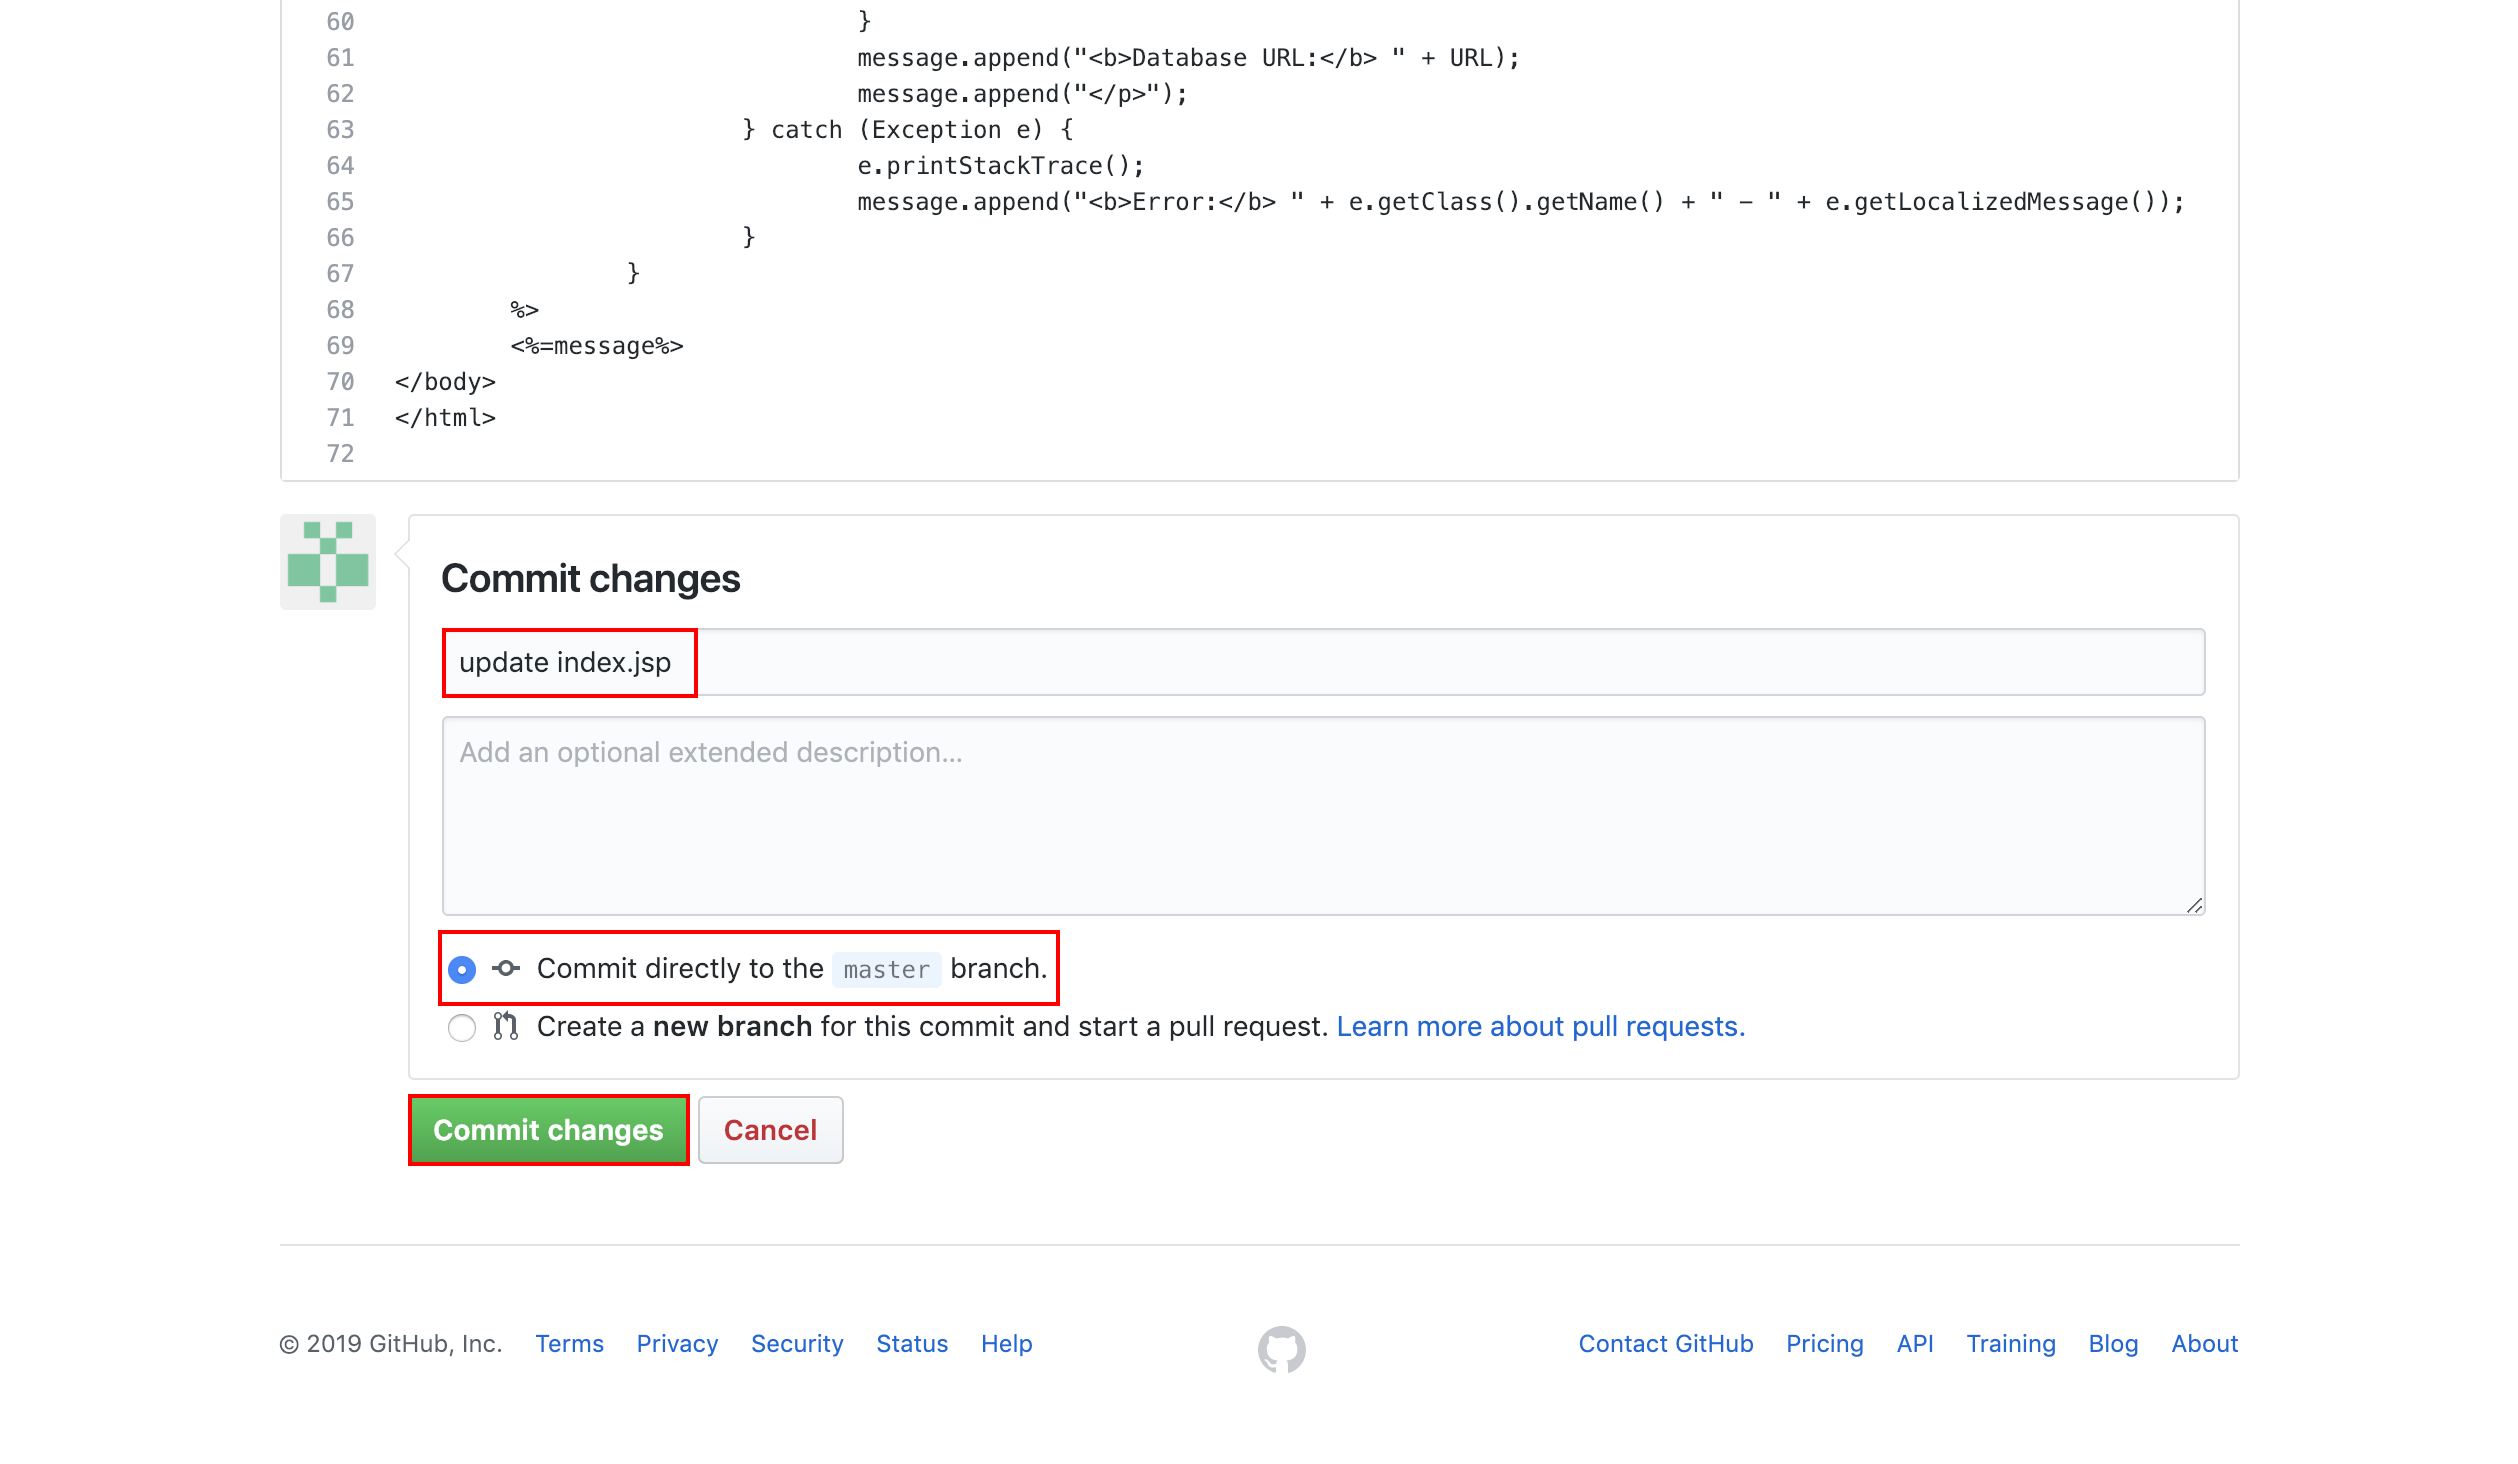 60 }
61 message.append("<b>Database URL:</b> " + URL);
62 message.append("</p>");
63 } catch (Exception e) {
64 e.printStackTrace();
65 message.append("<b>Error:</b> " + e.getClass().getName() + " – " + e.getLocalizedMessage());
66 }
67 }
68 %>
69 <%=message%>
70 </body>
71 </html>
72
Commit changes
update index.jsp
Add an optional extended description...
Commit directly to the master branch.
Create a new branch for this commit and start a pull request. Learn more about pull requests.
Commit changes Cancel
© 2019 GitHub, Inc. Terms Privacy Security Status Help Contact GitHub Pricing API Training Blog About